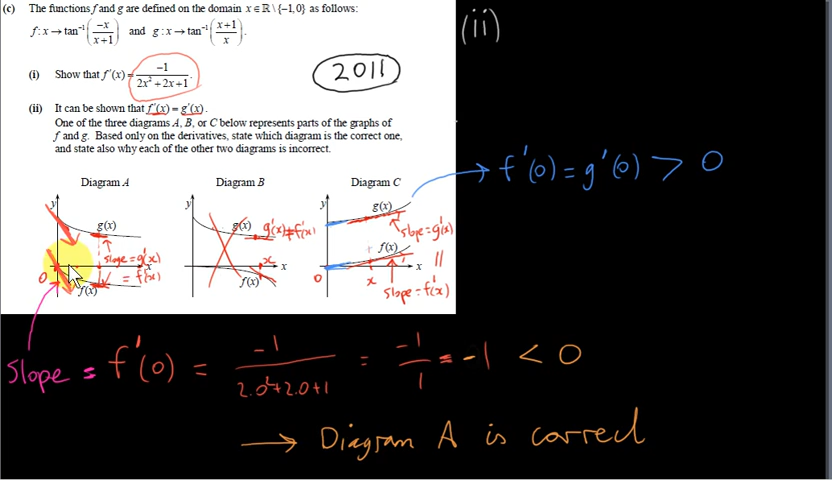 (c) The functions f and g are defined on the domain x ∈ ℝ \ {−1, 0} as follows:
f : x → tan⁻¹(−x/(x+1)) and g : x → tan⁻¹((x+1)/x).
(i) Show that f′(x) = −1/(2x² + 2x + 1).
2011
(ii)
(ii) It can be shown that f′(x) = g′(x).
One of the three diagrams A, B, or C below represents parts of the graphs of
f and g. Based only on the derivatives, state which diagram is the correct one,
and state also why each of the other two diagrams is incorrect.
f'(0) = g'(0) > 0
Diagram A Diagram B Diagram C
y g(x) slope = g'(x) = f'(x) f(x) x 0
y g(x) g'(x) ≠ f'(x) x x f(x)
y g(x) slope = g'(x) || f(x) x x 0 slope = f'(x)
slope = f'(0) = −1/(2.0²+2.0+1) = −1/1 = −1 < 0
→ Diagram A is correct